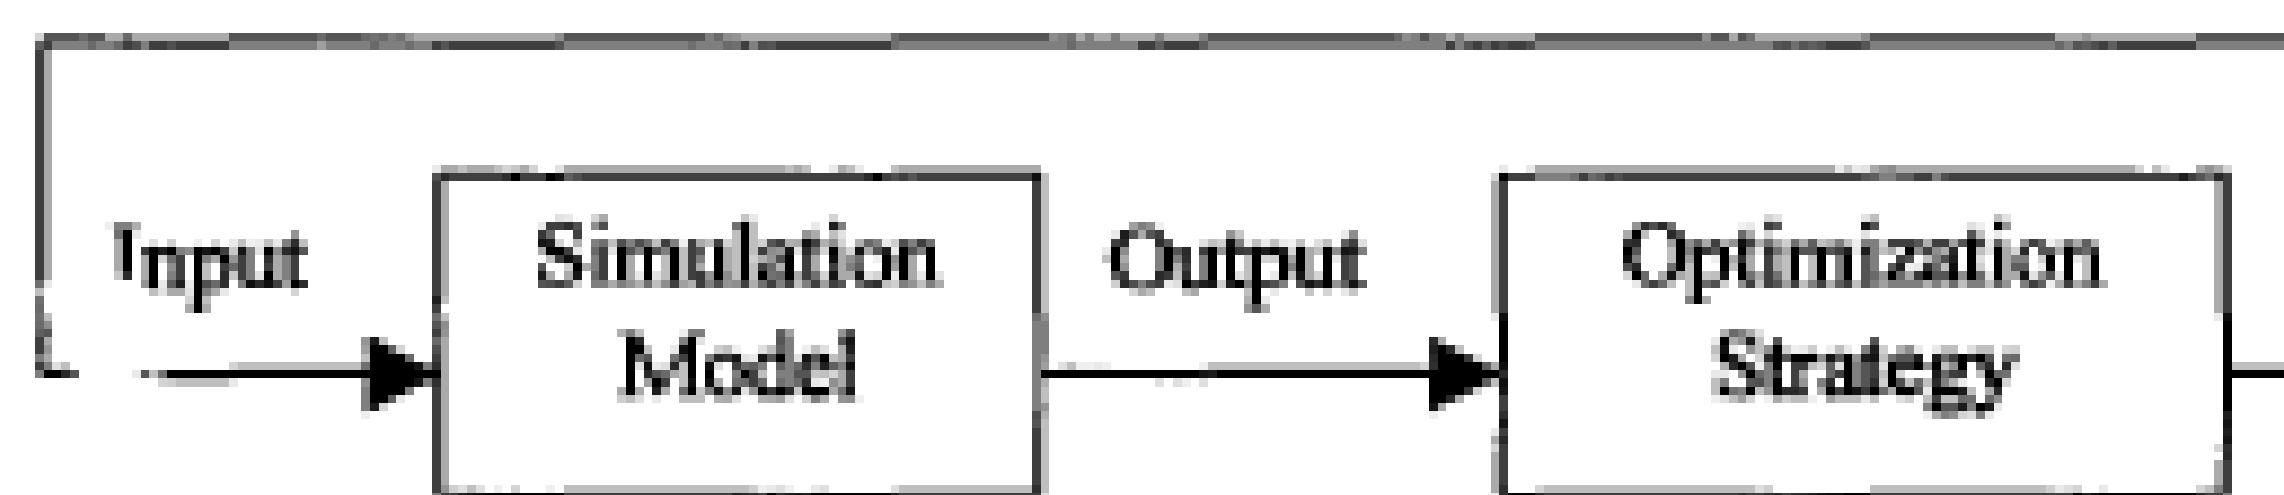 Input
Simulation
Model
Output
Optimization
Strategy